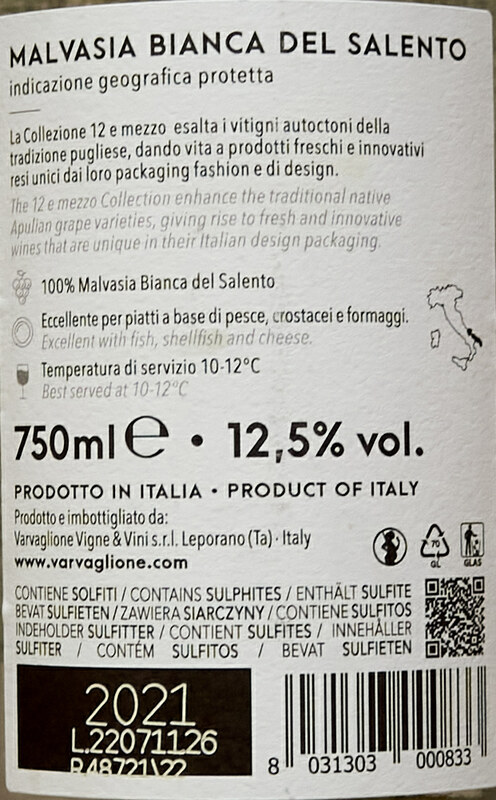 MALVASIA BIANCA DEL SALENTO
indicazione geografica protetta
La Collezione 12 e mezzo esalta i vitigni autoctoni della
tradizione pugliese, dando vita a prodotti freschi e innovativi
resi unici dai loro packaging fashion e di design.
The 12 e mezzo Collection enhance the traditional native
Apulian grape varieties, giving rise to fresh and innovative
wines that are unique in their Italian design packaging.
100% Malvasia Bianca del Salento
Eccellente per piatti a base di pesce, crostacei e formaggi.
Excellent with fish, shellfish and cheese.
Temperatura di servizio 10-12°C
Best served at 10-12°C
750ml ℮ • 12,5% vol.
PRODOTTO IN ITALIA • PRODUCT OF ITALY
Prodotto e imbottigliato da:
Varvaglione Vigne & Vini s.r.l. Leporano (Ta) · Italy
www.varvaglione.com
70
GL
GLAS
CONTIENE SOLFITI / CONTAINS SULPHITES / ENTHÄLT SULFITE
BEVAT SULFIETEN / ZAWIERA SIARCZYNY / CONTIENE SULFITOS
INDEHOLDER SULFITTER / CONTIENT SULFITES / INNEHÅLLER
SULFITER / CONTÉM SULFITOS / BEVAT SULFIETEN
2021
L.22071126
R48721\22
8 031303 000833